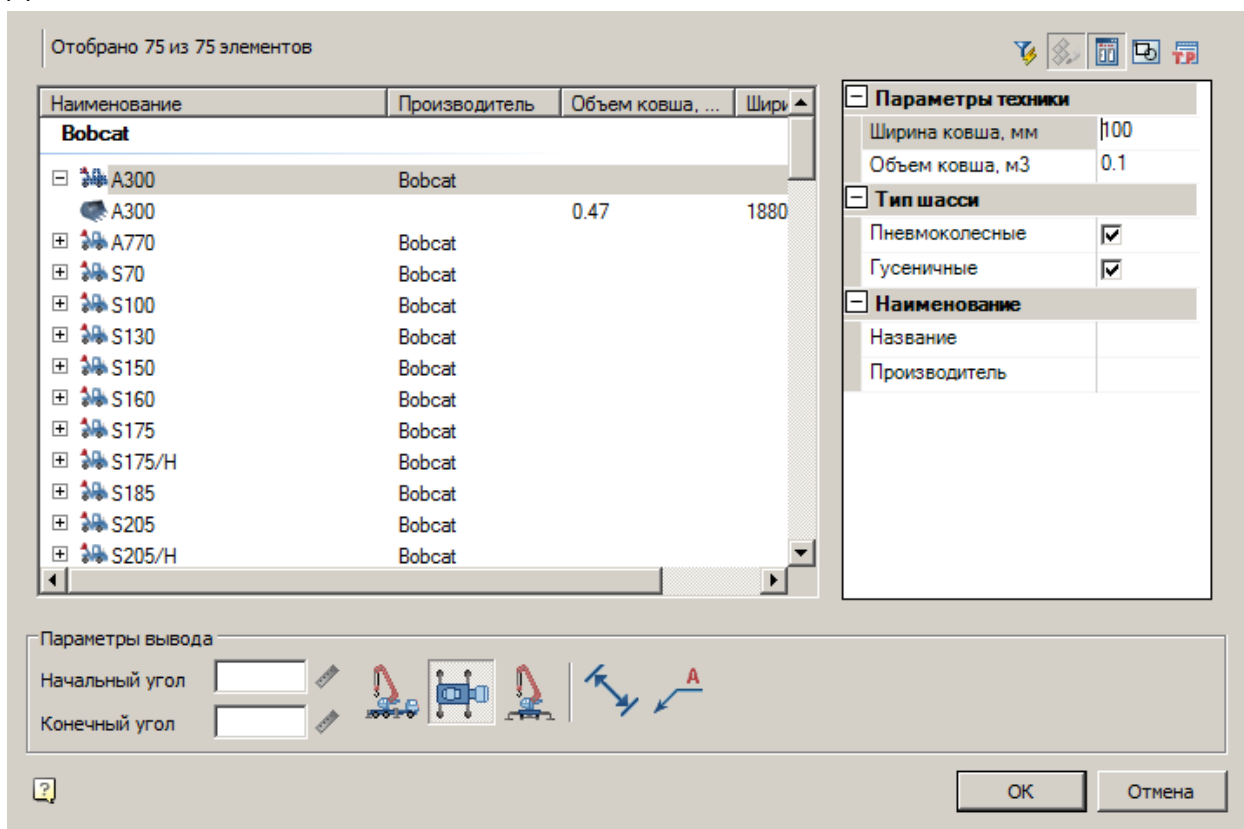 Отобрано 75 из 75 элементов
Т.Р.
Наименование Производитель Объем ковша, ... Шири
Bobcat
A300 Bobcat
A300 0.47 1880
A770 Bobcat
S70 Bobcat
S100 Bobcat
S130 Bobcat
S150 Bobcat
S160 Bobcat
S175 Bobcat
S175/H Bobcat
S185 Bobcat
S205 Bobcat
S205/H Bobcat
Параметры техники
Ширина ковша, мм 100
Объем ковша, м3 0.1
Тип шасси
Пневмоколесные
Гусеничные
Наименование
Название
Производитель
Параметры вывода
Начальный угол
Конечный угол
A
?
ОК Отмена